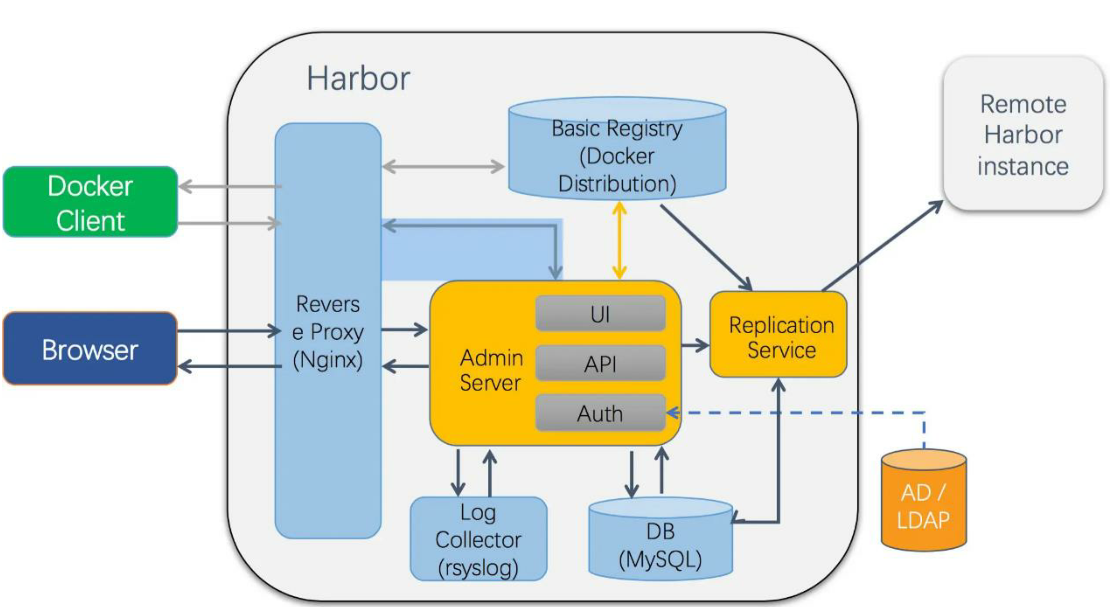 Harbor
Basic Registry
(Docker
Distribution)
Remote
Harbor
instance
Docker
Client
Revers
e Proxy
(Nginx)
Browser
UI
Admin
Server
API
Auth
Replication
Service
Log
Collector
(rsyslog)
DB
(MySQL)
AD /
LDAP